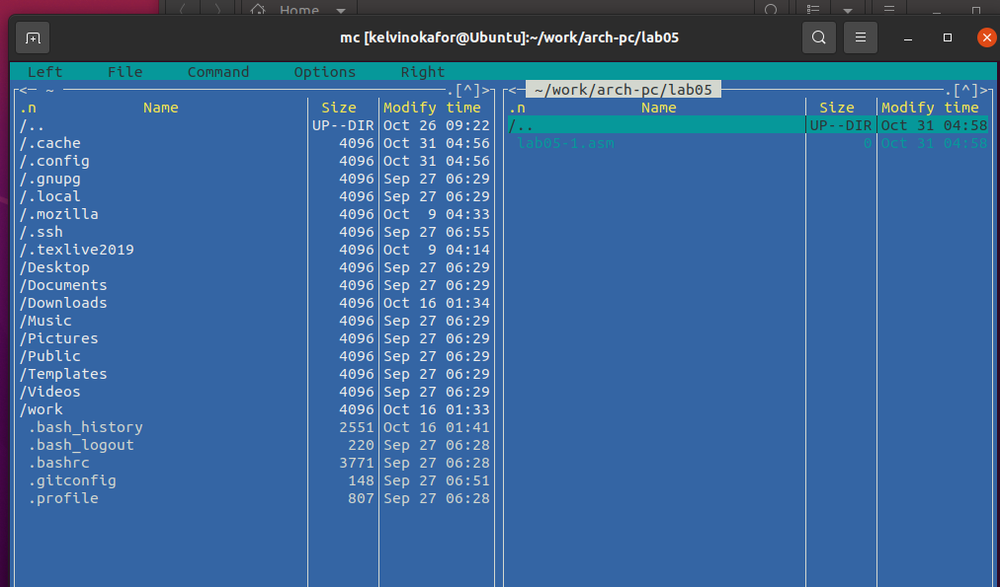 Home
mc [kelvinokafor@Ubuntu]:~/work/arch-pc/lab05
Left File Command Options Right
<─ ~ ─.[^]>
.n Name Size Modify time
/.. UP--DIR Oct 26 09:22
/.cache 4096 Oct 31 04:56
/.config 4096 Oct 31 04:56
/.gnupg 4096 Sep 27 06:29
/.local 4096 Sep 27 06:29
/.mozilla 4096 Oct  9 04:33
/.ssh 4096 Sep 27 06:55
/.texlive2019 4096 Oct  9 04:14
/Desktop 4096 Sep 27 06:29
/Documents 4096 Sep 27 06:29
/Downloads 4096 Oct 16 01:34
/Music 4096 Sep 27 06:29
/Pictures 4096 Sep 27 06:29
/Public 4096 Sep 27 06:29
/Templates 4096 Sep 27 06:29
/Videos 4096 Sep 27 06:29
/work 4096 Oct 16 01:33
.bash_history 2551 Oct 16 01:41
.bash_logout 220 Sep 27 06:28
.bashrc 3771 Sep 27 06:28
.gitconfig 148 Sep 27 06:51
.profile 807 Sep 27 06:28
<─ ~/work/arch-pc/lab05 ─.[^]>
.n Name Size Modify time
/.. UP--DIR Oct 31 04:58
lab05-1.asm 0 Oct 31 04:58